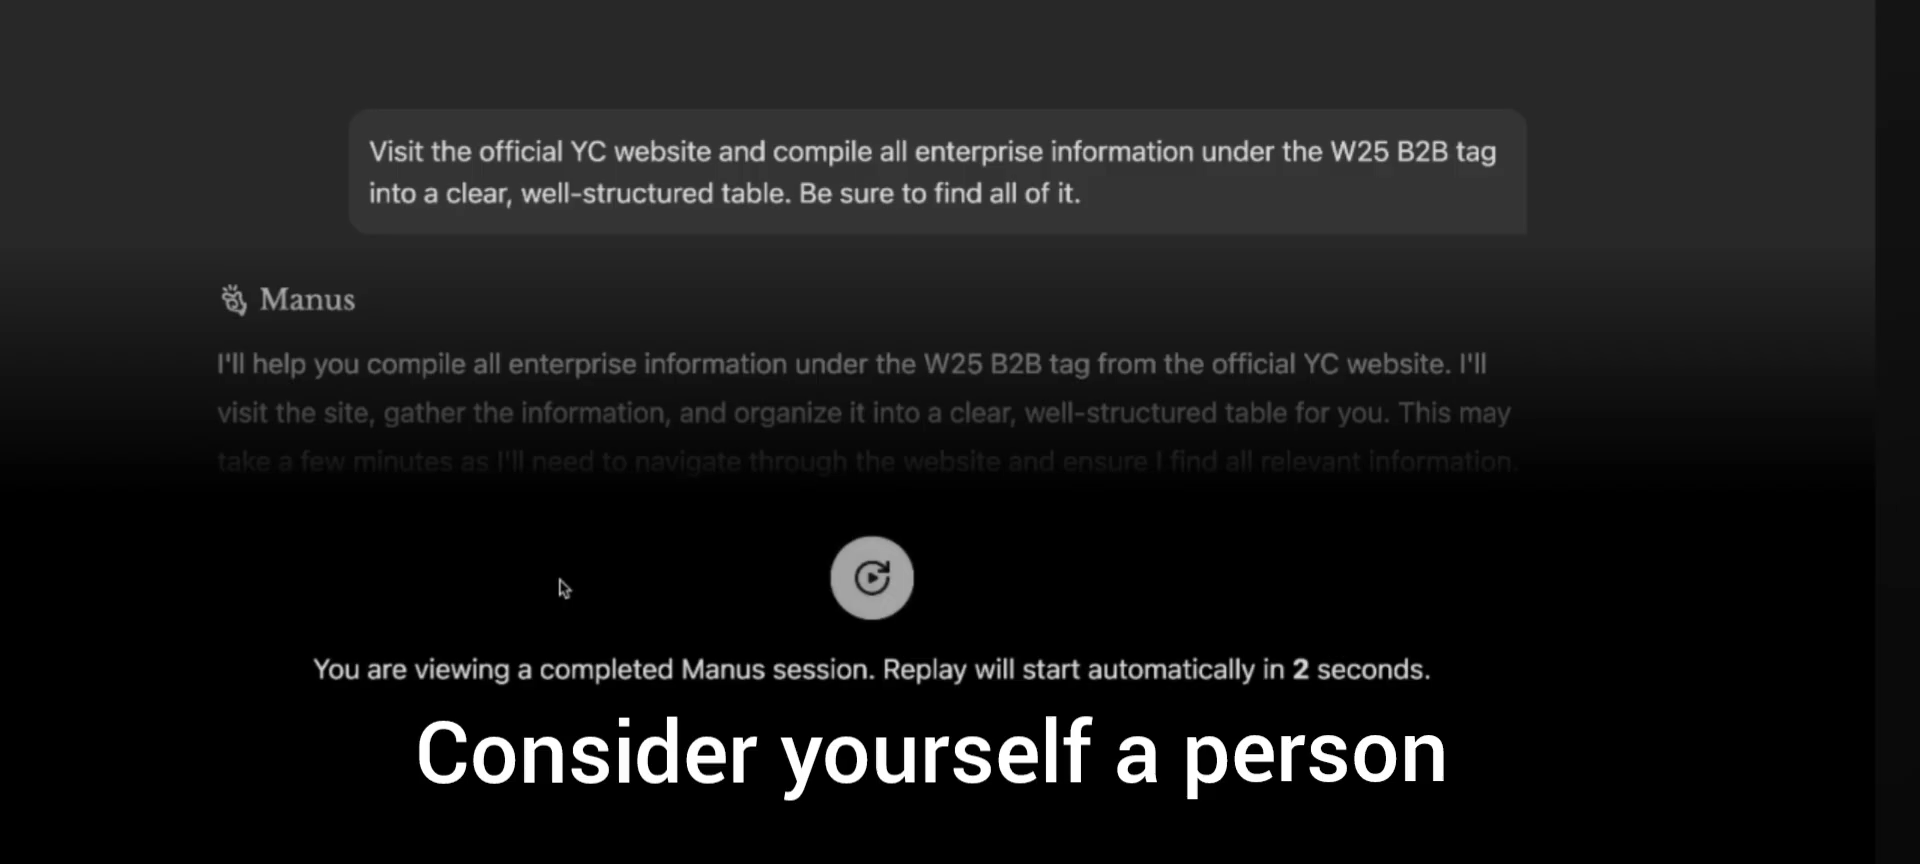 Visit the official YC website and compile all enterprise information under the W25 B2B tag
into a clear, well-structured table. Be sure to find all of it.
Manus
I'll help you compile all enterprise information under the W25 B2B tag from the official YC website. I'll
visit the site, gather the information, and organize it into a clear, well-structured table for you. This may
take a few minutes as I'll need to navigate through the website and ensure I find all relevant information.
You are viewing a completed Manus session. Replay will start automatically in 2 seconds.
Consider yourself a person